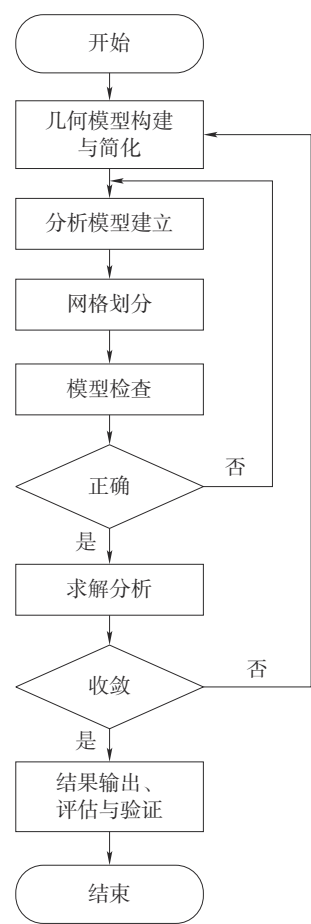 开始
几何模型构建
与简化
分析模型建立
网格划分
模型检查
正确
否
是
求解分析
收敛
否
是
结果输出、
评估与验证
结束